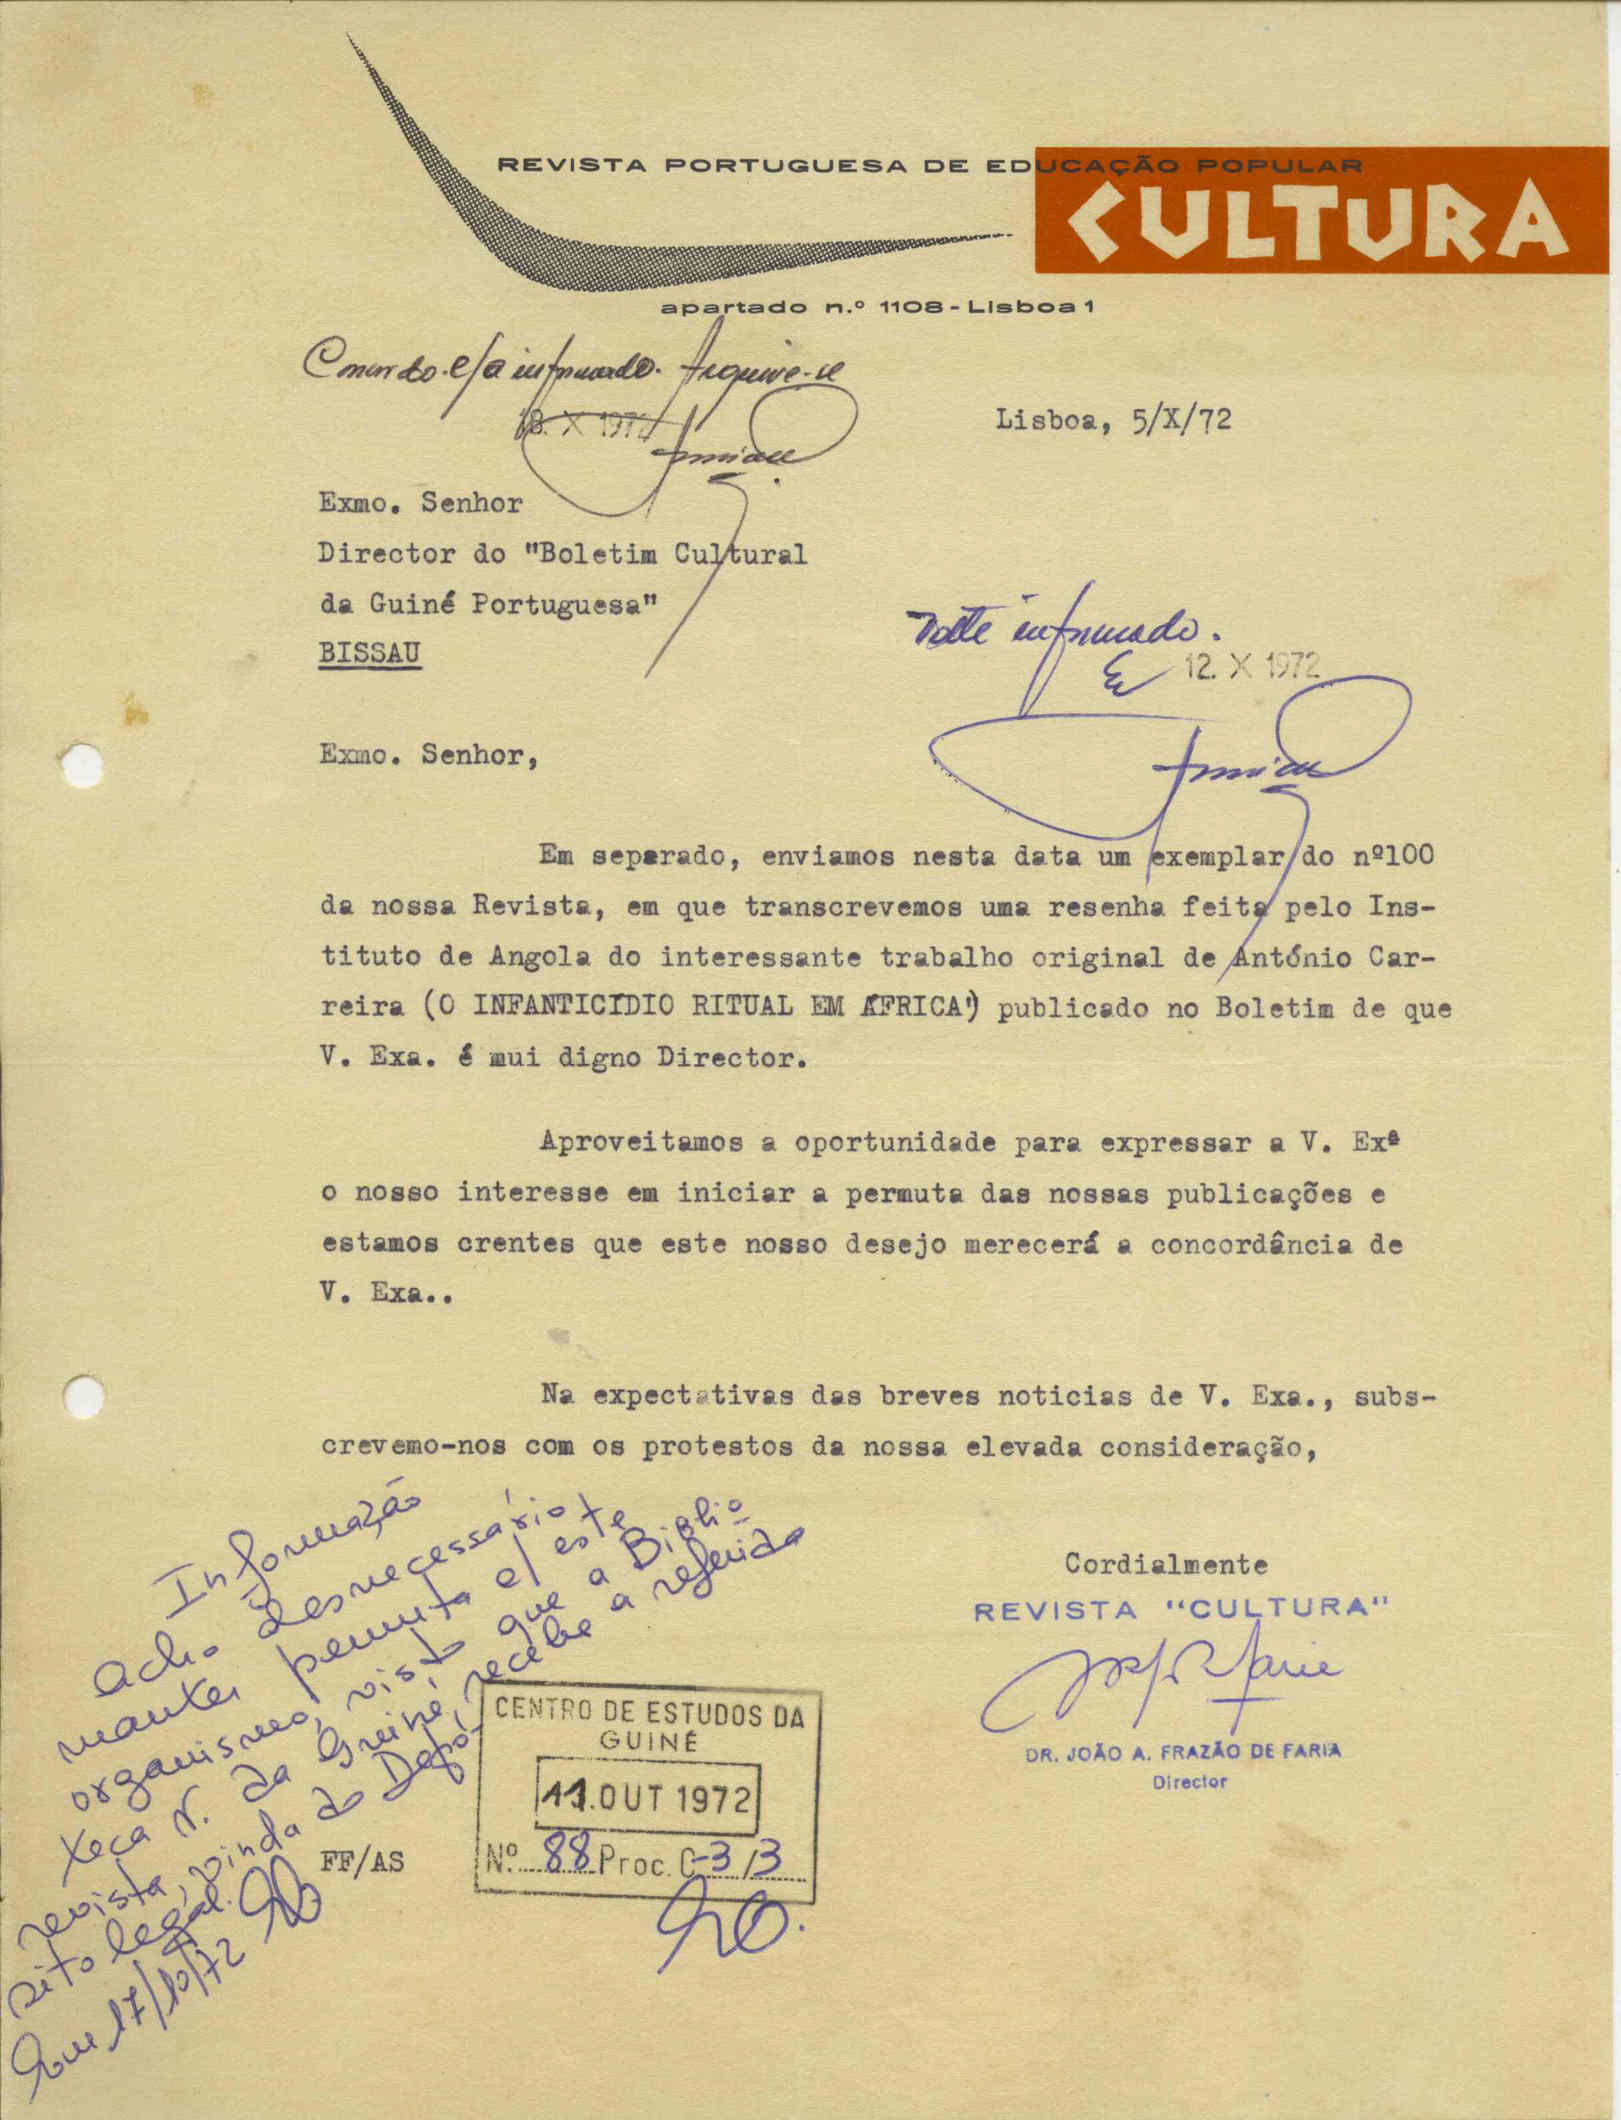 REVISTA PORTUGUESA DE EDUCAÇÃO POPULAR
CULTURA
apartado n.º 1108 - Lisboa 1
informado. Arquive-se
18. X 1972
Lisboa, 5/X/72
Exmo. Senhor
Director do "Boletim Cultural
da Guiné Portuguesa"
BISSAU
Volte informado.
12. X 1972
Exmo. Senhor,
Em separado, enviamos nesta data um exemplar do nº100
da nossa Revista, em que transcrevemos uma resenha feita pelo Ins-
tituto de Angola do interessante trabalho original de António Car-
reira (O INFANTICÍDIO RITUAL EM ÁFRICA") publicado no Boletim de que
V. Exa. é mui digno Director.
Aproveitamos a oportunidade para expressar a V. Exª
o nosso interesse em iniciar a permuta das nossas publicações e
estamos crentes que este nosso desejo merecerá a concordância de
V. Exa..
Na expectativas das breves noticias de V. Exa., subs-
crevemo-nos com os protestos da nossa elevada consideração,
Cordialmente
REVISTA "CULTURA"
DR. JOÃO A. FRAZÃO DE FARIA
Director
Informação
Acho desnecessário
manter permuta c/ este
organismo, visto que a Biblio
teca N. da Guiné, recebe a referida
revista, vinda do Depó-
sito legal.
Em 17/10/72
FF/AS
CENTRO DE ESTUDOS DA
GUINÉ
11. OUT 1972
Nº. 88 Proc. C-3/3